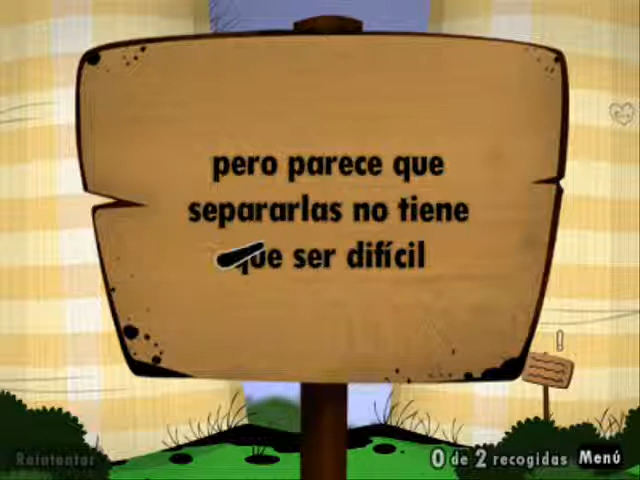 pero parece que
separarlas no tiene
que ser difícil
Reintentar
0 de 2 recogidas Menú